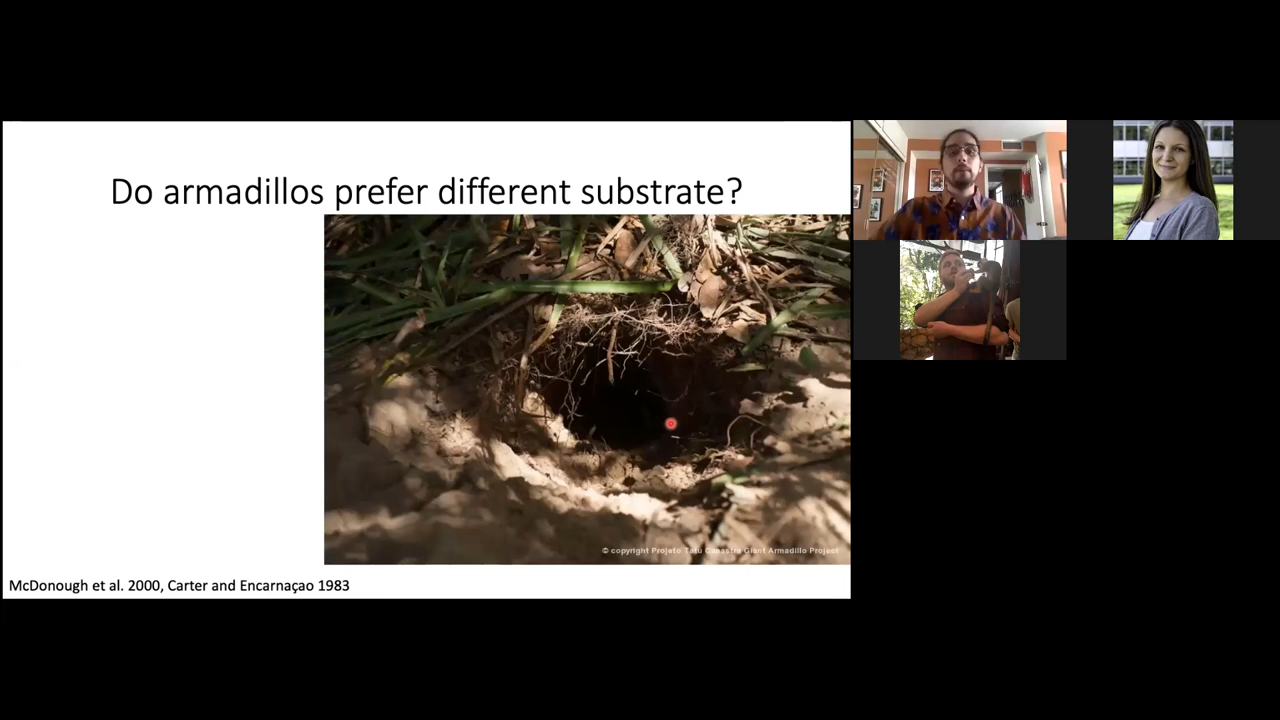 Do armadillos prefer different substrate?
© copyright Projeto Tatu Canastra Giant Armadillo Project
McDonough et al. 2000, Carter and Encarnaçao 1983